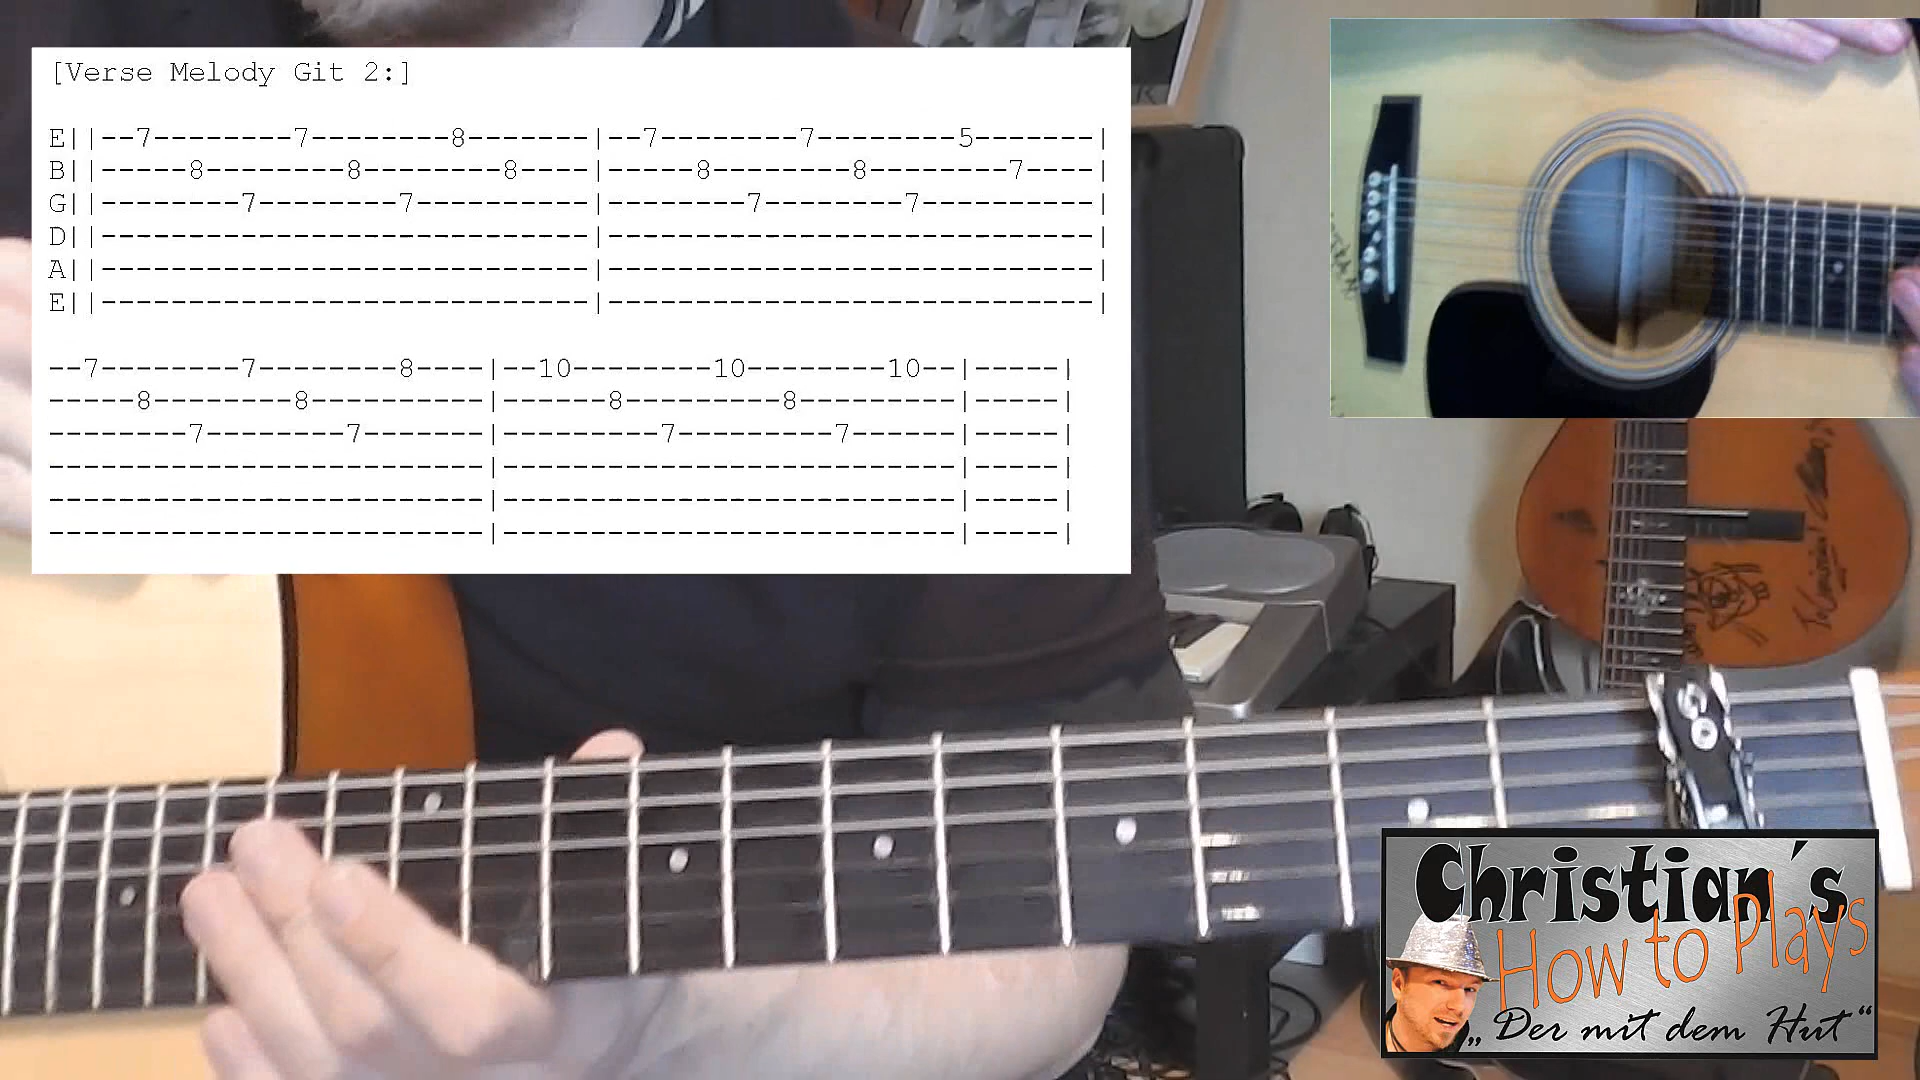 [Verse Melody Git 2:]
E||--7--------7--------8-------|--7--------7--------5-------|
B||-----8--------8--------8----|-----8--------8--------7----|
G||--------7--------7----------|--------7--------7----------|
D||----------------------------|----------------------------|
A||----------------------------|----------------------------|
E||----------------------------|----------------------------|
--7--------7--------8----|--10--------10--------10--|-----|
-----8--------8----------|------8---------8---------|-----|
--------7--------7-------|---------7---------7------|-----|
-------------------------|--------------------------|-----|
-------------------------|--------------------------|-----|
-------------------------|--------------------------|-----|
Christian´s
How to Plays
„Der mit dem Hut“